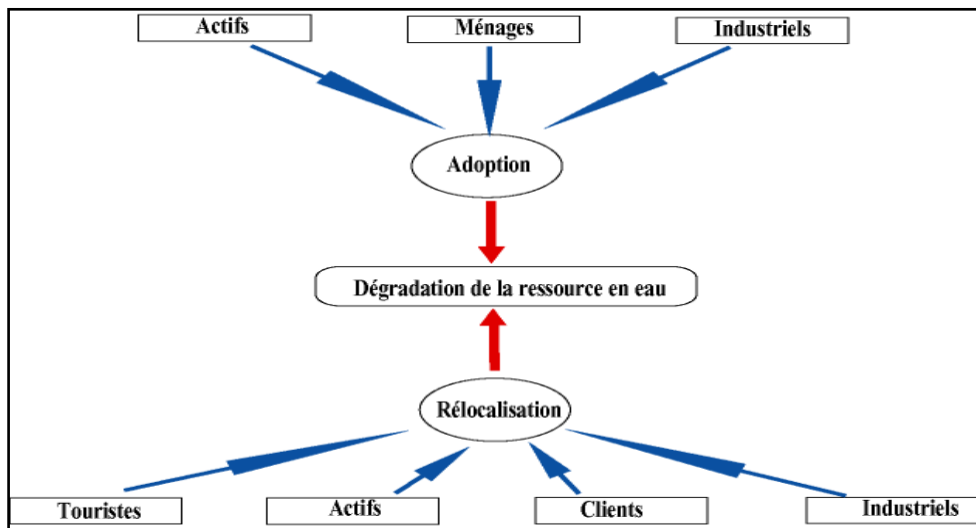 Actifs
Ménages
Industriels
Adoption
Dégradation de la ressource en eau
Rélocalisation
Touristes
Actifs
Clients
Industriels